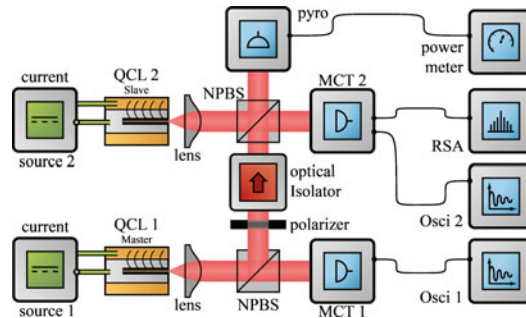 pyro
power
meter
current
QCL 2
Slave
NPBS
MCT 2
source 2
lens
RSA
optical
Isolator
Osci 2
polarizer
current
QCL 1
Master
source 1
lens
NPBS
MCT 1
Osci 1